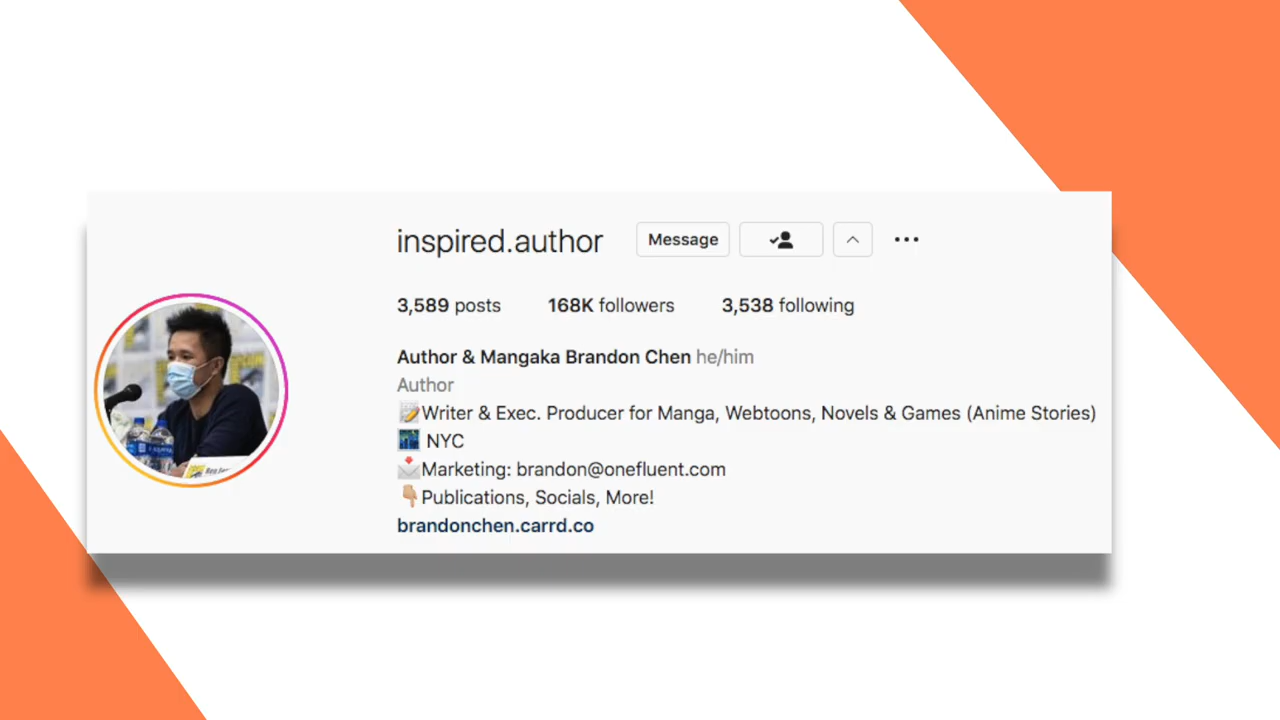 inspired.author Message
3,589 posts 168K followers 3,538 following
Author & Mangaka Brandon Chen he/him
Author
📝Writer & Exec. Producer for Manga, Webtoons, Novels & Games (Anime Stories)
🌃 NYC
📩Marketing: brandon@onefluent.com
👇🏼Publications, Socials, More!
brandonchen.carrd.co